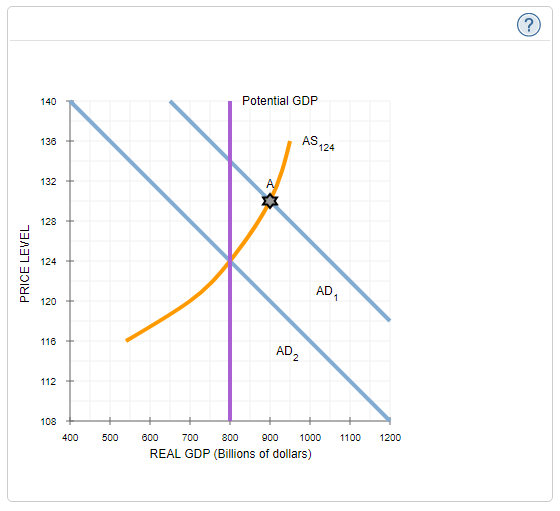 ?
Potential GDP
140
136
132
128
124
120
116
112
108
PRICE LEVEL
AS124
A
AD1
AD2
400 500 600 700 800 900 1000 1100 1200
REAL GDP (Billions of dollars)